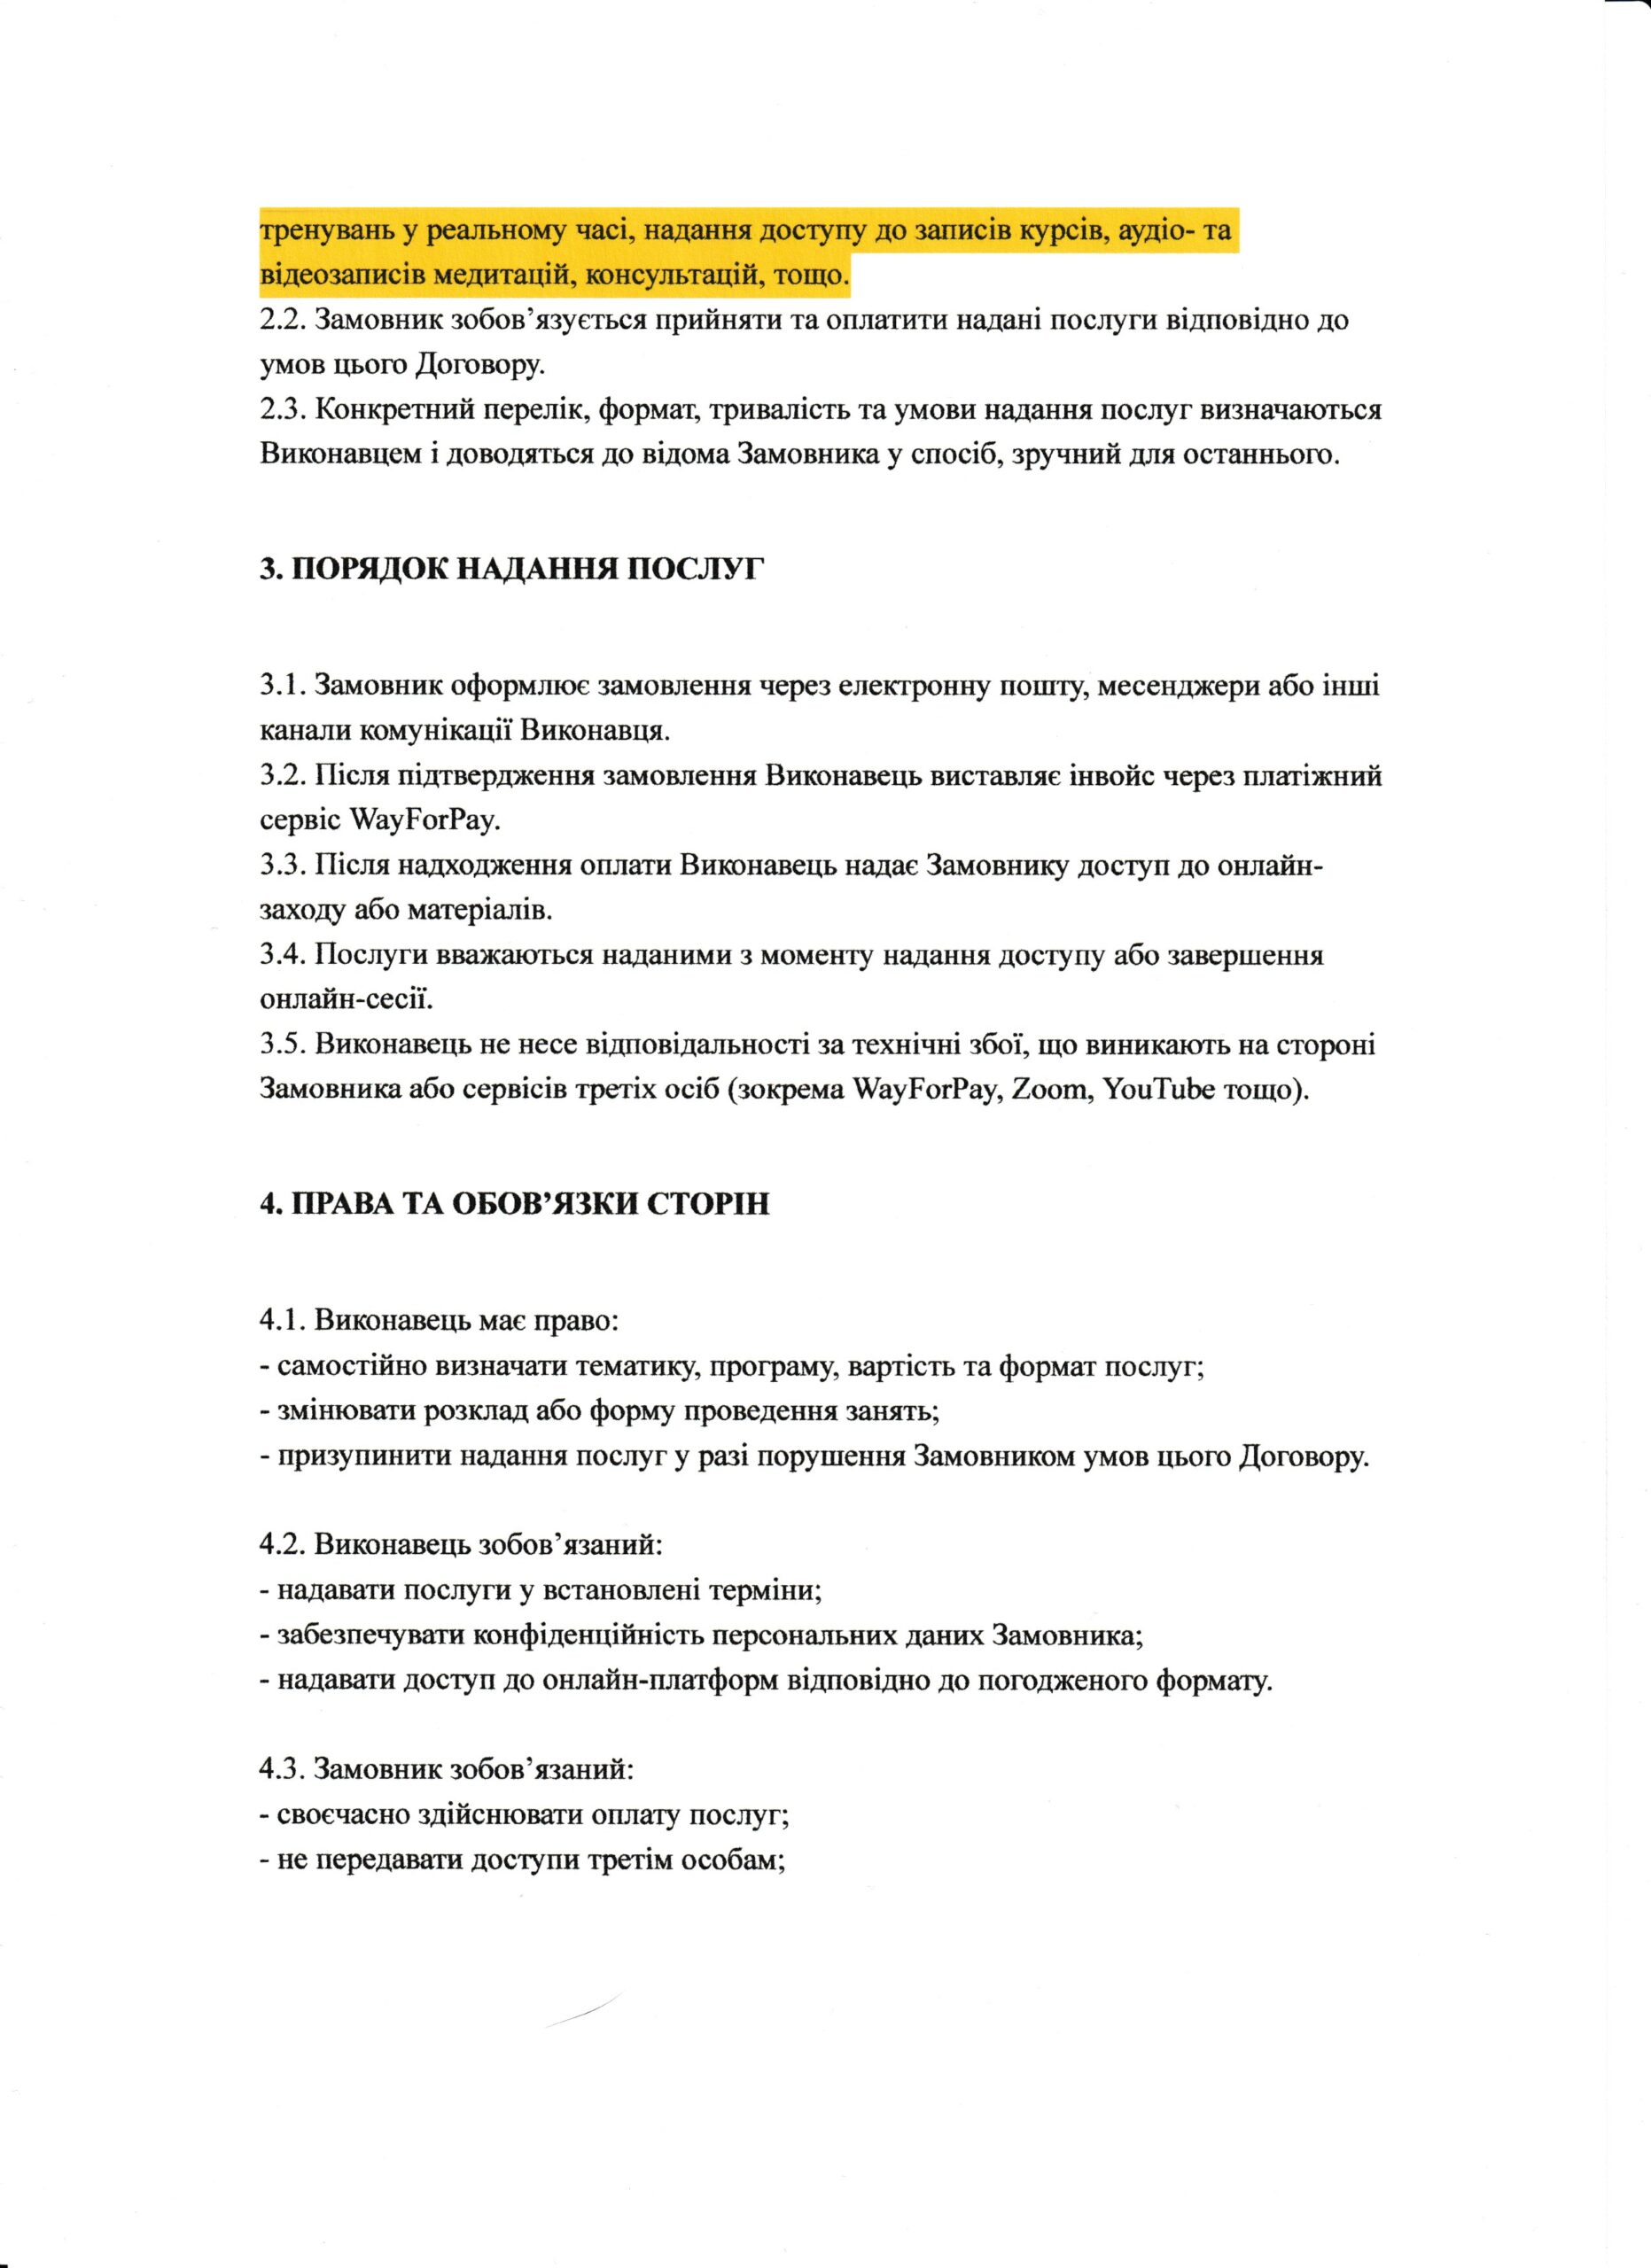 тренувань у реальному часі, надання доступу до записів курсів, аудіо- та
відеозаписів медитацій, консультацій, тощо.
2.2. Замовник зобов’язується прийняти та оплатити надані послуги відповідно до
умов цього Договору.
2.3. Конкретний перелік, формат, тривалість та умови надання послуг визначаються
Виконавцем і доводяться до відома Замовника у спосіб, зручний для останнього.
3. ПОРЯДОК НАДАННЯ ПОСЛУГ
3.1. Замовник оформлює замовлення через електронну пошту, месенджери або інші
канали комунікації Виконавця.
3.2. Після підтвердження замовлення Виконавець виставляє інвойс через платіжний
сервіс WayForPay.
3.3. Після надходження оплати Виконавець надає Замовнику доступ до онлайн-
заходу або матеріалів.
3.4. Послуги вважаються наданими з моменту надання доступу або завершення
онлайн-сесії.
3.5. Виконавець не несе відповідальності за технічні збої, що виникають на стороні
Замовника або сервісів третіх осіб (зокрема WayForPay, Zoom, YouTube тощо).
4. ПРАВА ТА ОБОВ’ЯЗКИ СТОРІН
4.1. Виконавець має право:
- самостійно визначати тематику, програму, вартість та формат послуг;
- змінювати розклад або форму проведення занять;
- призупинити надання послуг у разі порушення Замовником умов цього Договору.
4.2. Виконавець зобов’язаний:
- надавати послуги у встановлені терміни;
- забезпечувати конфіденційність персональних даних Замовника;
- надавати доступ до онлайн-платформ відповідно до погодженого формату.
4.3. Замовник зобов’язаний:
- своєчасно здійснювати оплату послуг;
- не передавати доступи третім особам;